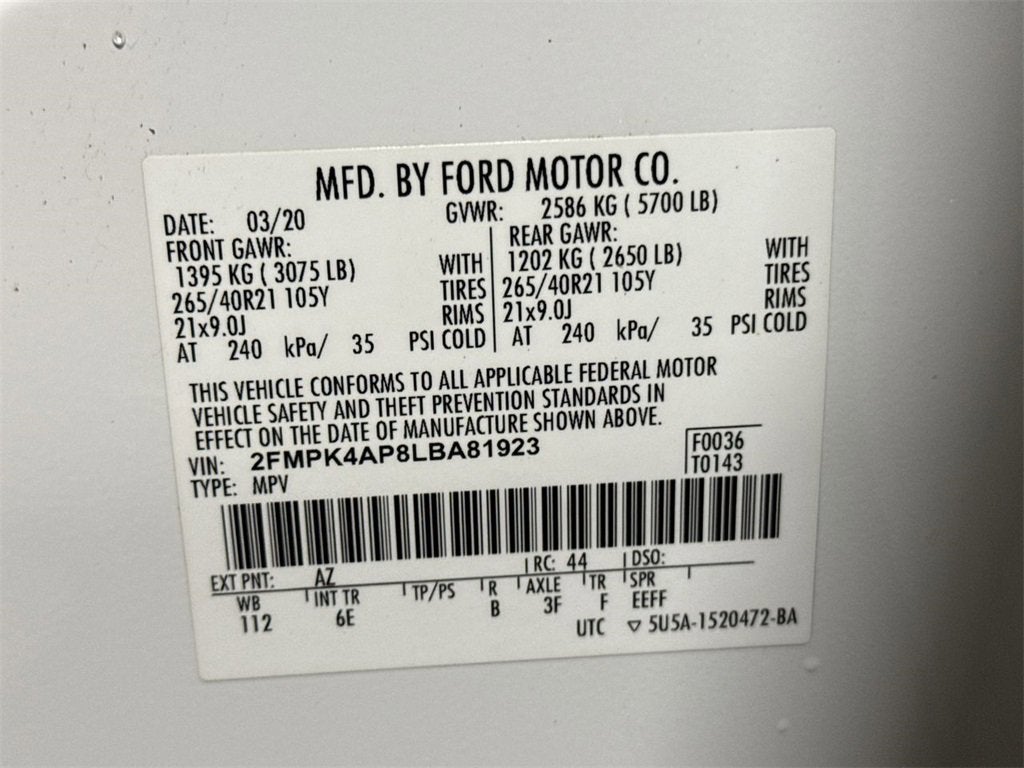 MFD. BY FORD MOTOR CO.
DATE: 03/20 GVWR: 2586 KG ( 5700 LB)
FRONT GAWR: REAR GAWR:
1395 KG ( 3075 LB) WITH 1202 KG ( 2650 LB) WITH
265/40R21 105Y TIRES 265/40R21 105Y TIRES
21x9.0J RIMS 21x9.0J RIMS
AT 240 kPa/ 35 PSI COLD AT 240 kPa/ 35 PSI COLD
THIS VEHICLE CONFORMS TO ALL APPLICABLE FEDERAL MOTOR
VEHICLE SAFETY AND THEFT PREVENTION STANDARDS IN
EFFECT ON THE DATE OF MANUFACTURE SHOWN ABOVE.
VIN: 2FMPK4AP8LBA81923 F0036
TYPE: MPV T0143
EXT PNT: AZ RC: 44 DSO:
WB INT TR TP/PS R AXLE TR SPR
112 6E B 3F F EEFF
UTC ▽ 5U5A-1520472-BA